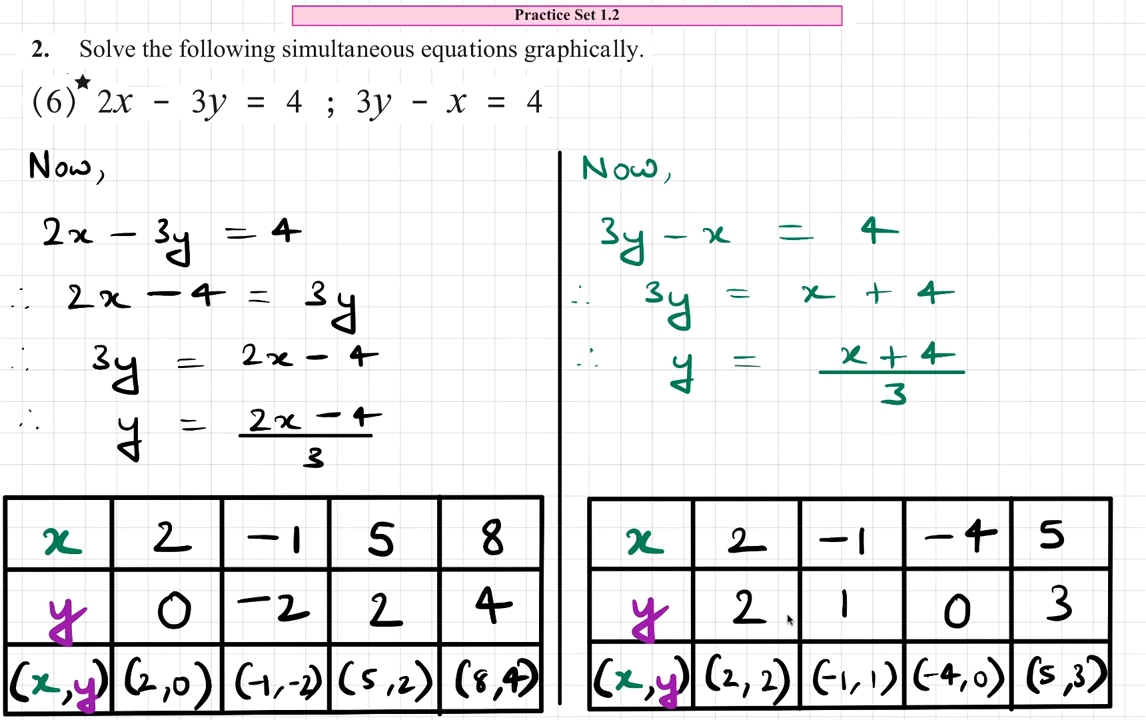 Practice Set 1.2
2. Solve the following simultaneous equations graphically.
(6)★ 2x - 3y = 4 ; 3y - x = 4
Now,
2x - 3y = 4
∴ 2x - 4 = 3y
∴ 3y = 2x - 4
∴ y = (2x - 4)/3
x 2 -1 5 8
y 0 -2 2 4
(x,y) (2,0) (-1,-2) (5,2) (8,4)
Now,
3y - x = 4
∴ 3y = x + 4
∴ y = (x + 4)/3
x 2 -1 -4 5
y 2 1 0 3
(x,y) (2,2) (-1,1) (-4,0) (5,3)